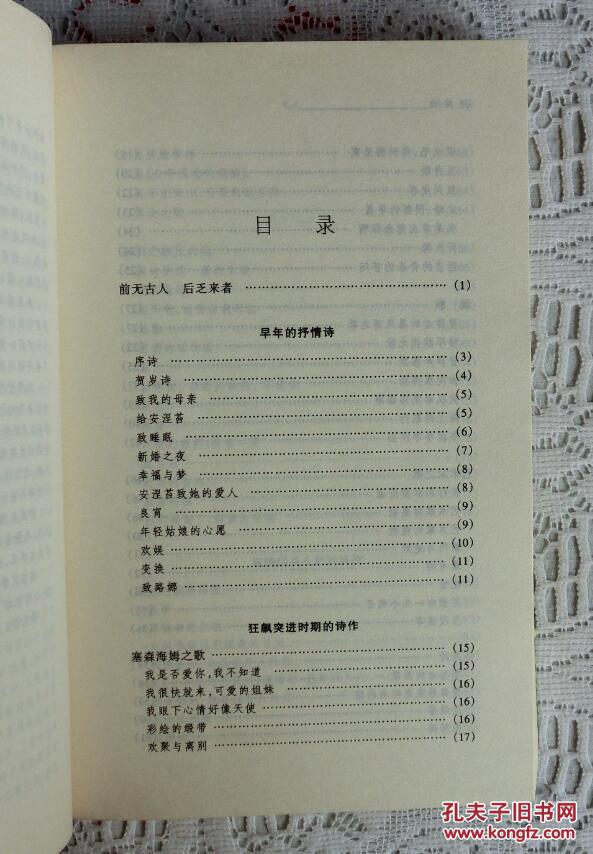 目 录
前无古人 后乏来者 ……………………………………… (1)
早年的抒情诗
序诗 ……………………………………… (3)
贺岁诗 ……………………………………… (4)
致我的母亲 ……………………………………… (5)
给安涅苔 ……………………………………… (5)
致睡眠 ……………………………………… (6)
新婚之夜 ……………………………………… (7)
幸福与梦 ……………………………………… (8)
安涅苔致她的爱人 ……………………………………… (8)
良宵 ……………………………………… (9)
年轻姑娘的心愿 ……………………………………… (9)
欢娱 ……………………………………… (10)
变换 ……………………………………… (11)
致路娜 ……………………………………… (11)
狂飙突进时期的诗作
塞森海姆之歌 ……………………………………… (15)
我是否爱你,我不知道 ……………………………………… (15)
我很快就来,可爱的姐妹 ……………………………………… (16)
我眼下心情好像天使 ……………………………………… (16)
彩绘的缎带 ……………………………………… (16)
欢聚与离别 ……………………………………… (17)
孔夫子旧书网
www.kongfz.com